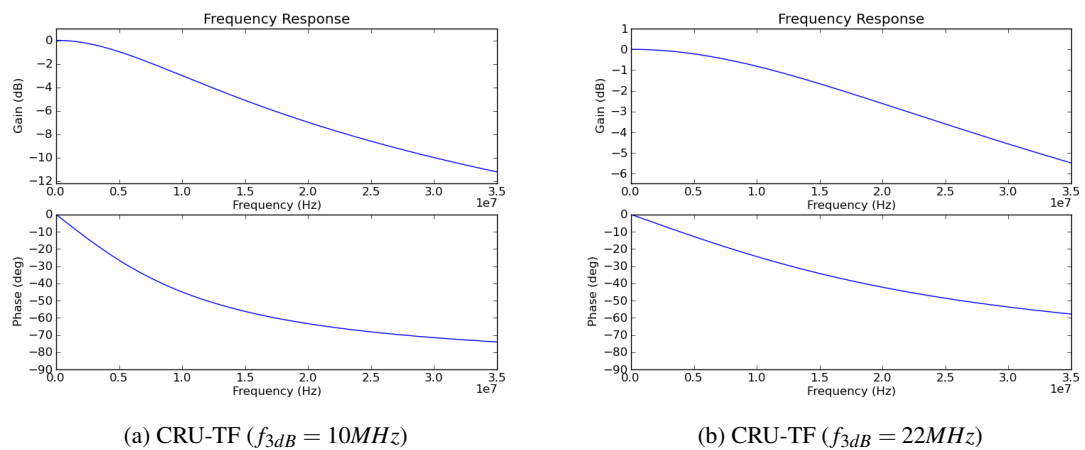 Frequency Response
0
−2
−4
−6
−8
−10
−12
Gain (dB)
0.0 0.5 1.0 1.5 2.0 2.5 3.0 3.5
Frequency (Hz)
1e7
0
−10
−20
−30
−40
−50
−60
−70
−80
−90
Phase (deg)
0.0 0.5 1.0 1.5 2.0 2.5 3.0 3.5
Frequency (Hz)
1e7
(a) CRU-TF (f3dB = 10MHz)
Frequency Response
1
0
−1
−2
−3
−4
−5
−6
Gain (dB)
0.0 0.5 1.0 1.5 2.0 2.5 3.0 3.5
Frequency (Hz)
1e7
0
−10
−20
−30
−40
−50
−60
−70
−80
−90
Phase (deg)
0.0 0.5 1.0 1.5 2.0 2.5 3.0 3.5
Frequency (Hz)
1e7
(b) CRU-TF (f3dB = 22MHz)